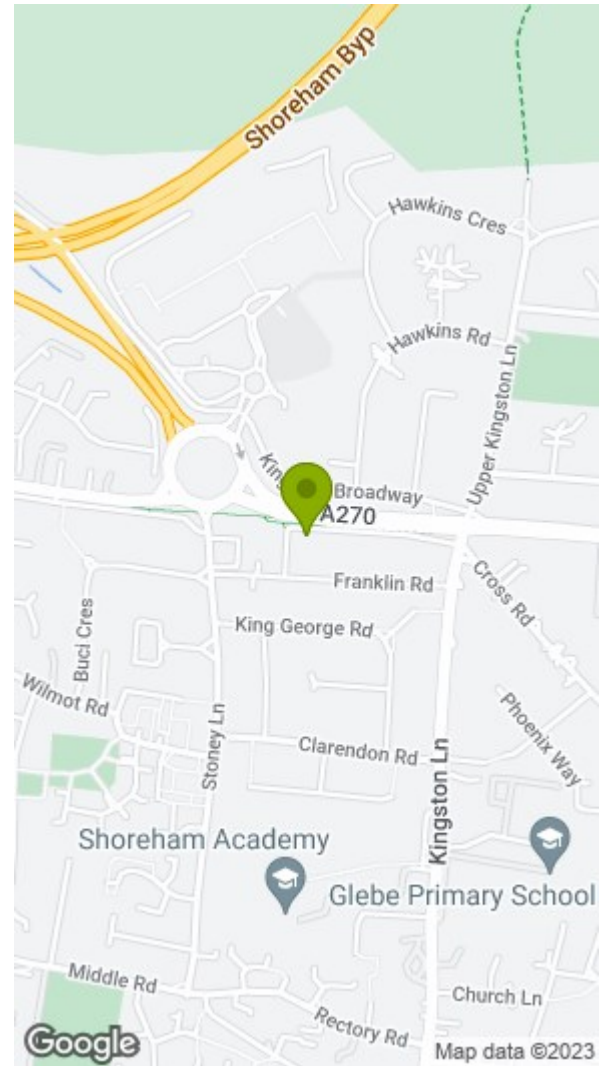 Shoreham Byp
Hawkins Cres
Hawkins Rd
Upper Kingston Ln
Broadway
A270
Franklin Rd
Cross Rd
King George Rd
Buci Cres
Wilmot Rd
Stoney Ln
Clarendon Rd
Phoenix Way
Kingston Ln
Shoreham Academy
Glebe Primary School
Middle Rd
Church Ln
Rectory Rd
Google
Map data ©2023